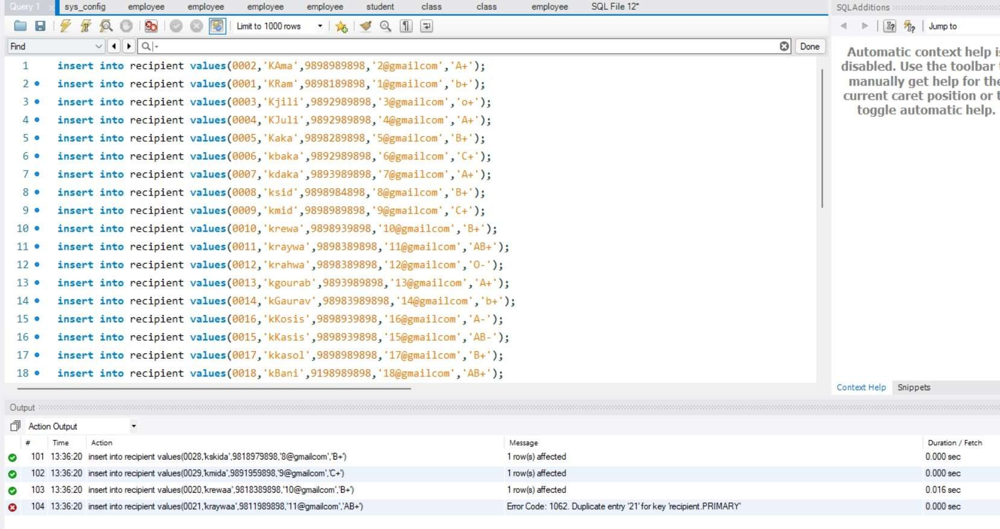 Query 1 sys_config employee employee employee employee student class class employee SQL File 12*
SQLAdditions
Limit to 1000 rows
Jump to
Find
Done
Automatic context help is
disabled. Use the toolbar
manually get help for the
current caret position or
toggle automatic help.
1 insert into recipient values(0002,'KAma',9898989898,'2@gmailcom','A+');
2 insert into recipient values(0001,'KRam',9898189898,'1@gmailcom','b+');
3 insert into recipient values(0003,'Kjili',9892989898,'3@gmailcom','o+');
4 insert into recipient values(0004,'KJuli',9892989898,'4@gmailcom','A+');
5 insert into recipient values(0005,'Kaka',9898289898,'5@gmailcom','B+');
6 insert into recipient values(0006,'kbaka',9892989898,'6@gmailcom','C+');
7 insert into recipient values(0007,'kdaka',9893989898,'7@gmailcom','A+');
8 insert into recipient values(0008,'ksid',9898984898,'8@gmailcom','B+');
9 insert into recipient values(0009,'kmid',9898989898,'9@gmailcom','C+');
10 insert into recipient values(0010,'krewa',9898939898,'10@gmailcom','B+');
11 insert into recipient values(0011,'kraywa',9898389898,'11@gmailcom','AB+');
12 insert into recipient values(0012,'krahwa',9898389898,'12@gmailcom','O-');
13 insert into recipient values(0013,'kgourab',9893989898,'13@gmailcom','A+');
14 insert into recipient values(0014,'kGaurav',98983989898,'14@gmailcom','b+');
15 insert into recipient values(0016,'kKosis',9898939898,'16@gmailcom','A-');
16 insert into recipient values(0015,'kKasis',9898939898,'15@gmailcom','AB-');
17 insert into recipient values(0017,'kkasol',9898989898,'17@gmailcom','B+');
18 insert into recipient values(0018,'kBani',9198989898,'18@gmailcom','AB+');
Context Help Snippets
Output
Action Output
# Time Action Message Duration / Fetch
101 13:36:20 insert into recipient values(0028,'kskida',9818979898,'8@gmailcom','B+') 1 row(s) affected 0.000 sec
102 13:36:20 insert into recipient values(0029,'kmida',9891959898,'9@gmailcom','C+') 1 row(s) affected 0.000 sec
103 13:36:20 insert into recipient values(0020,'krewaa',9818389898,'10@gmailcom','B+') 1 row(s) affected 0.016 sec
104 13:36:20 insert into recipient values(0021,'kraywaa',9811989898,'11@gmailcom','AB+') Error Code: 1062. Duplicate entry '21' for key 'recipient.PRIMARY' 0.000 sec